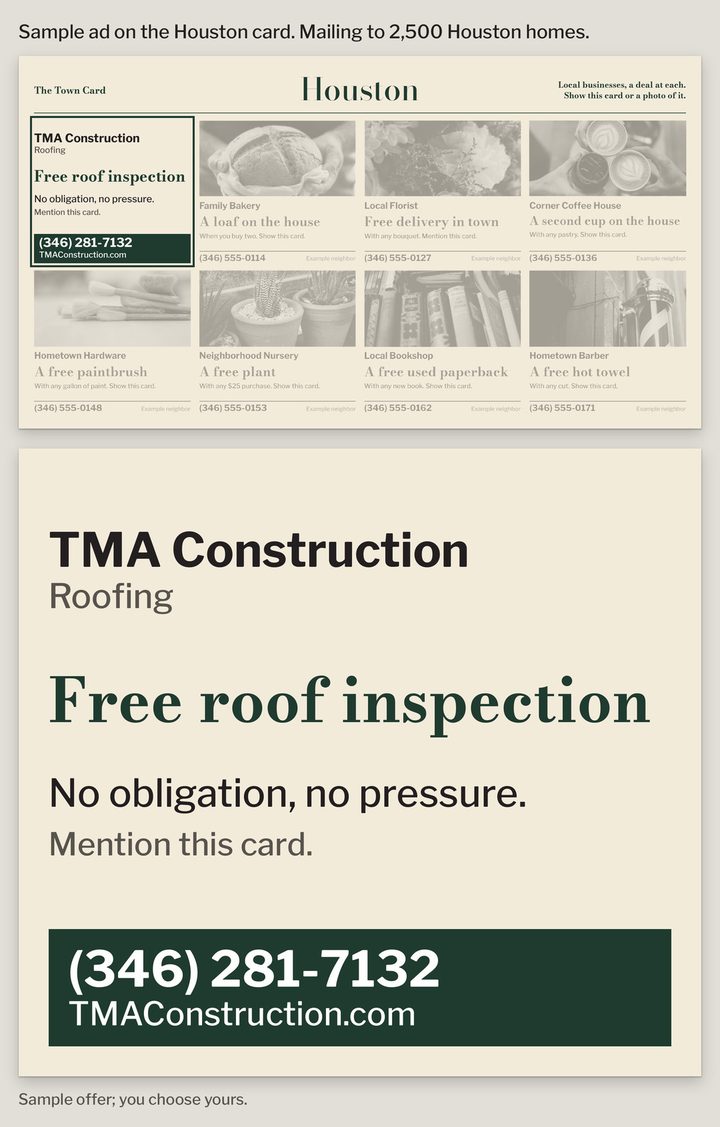 Sample ad on the Houston card. Mailing to 2,500 Houston homes.
The Town Card
Houston
Local businesses, a deal at each.
Show this card or a photo of it.
TMA Construction
Roofing
Free roof inspection
No obligation, no pressure.
Mention this card.
(346) 281-7132
TMAConstruction.com
Family Bakery
A loaf on the house
When you buy two. Show this card.
(346) 555-0114
Example neighbor
Local Florist
Free delivery in town
With any bouquet. Mention this card.
(346) 555-0127
Example neighbor
Corner Coffee House
A second cup on the house
With any pastry. Show this card.
(346) 555-0136
Example neighbor
Hometown Hardware
A free paintbrush
With any gallon of paint. Show this card.
(346) 555-0148
Example neighbor
Neighborhood Nursery
A free plant
With any $25 purchase. Show this card.
(346) 555-0153
Example neighbor
Local Bookshop
A free used paperback
With any new book. Show this card.
(346) 555-0162
Example neighbor
Hometown Barber
A free hot towel
With any cut. Show this card.
(346) 555-0171
Example neighbor
TMA Construction
Roofing
Free roof inspection
No obligation, no pressure.
Mention this card.
(346) 281-7132
TMAConstruction.com
Sample offer; you choose yours.